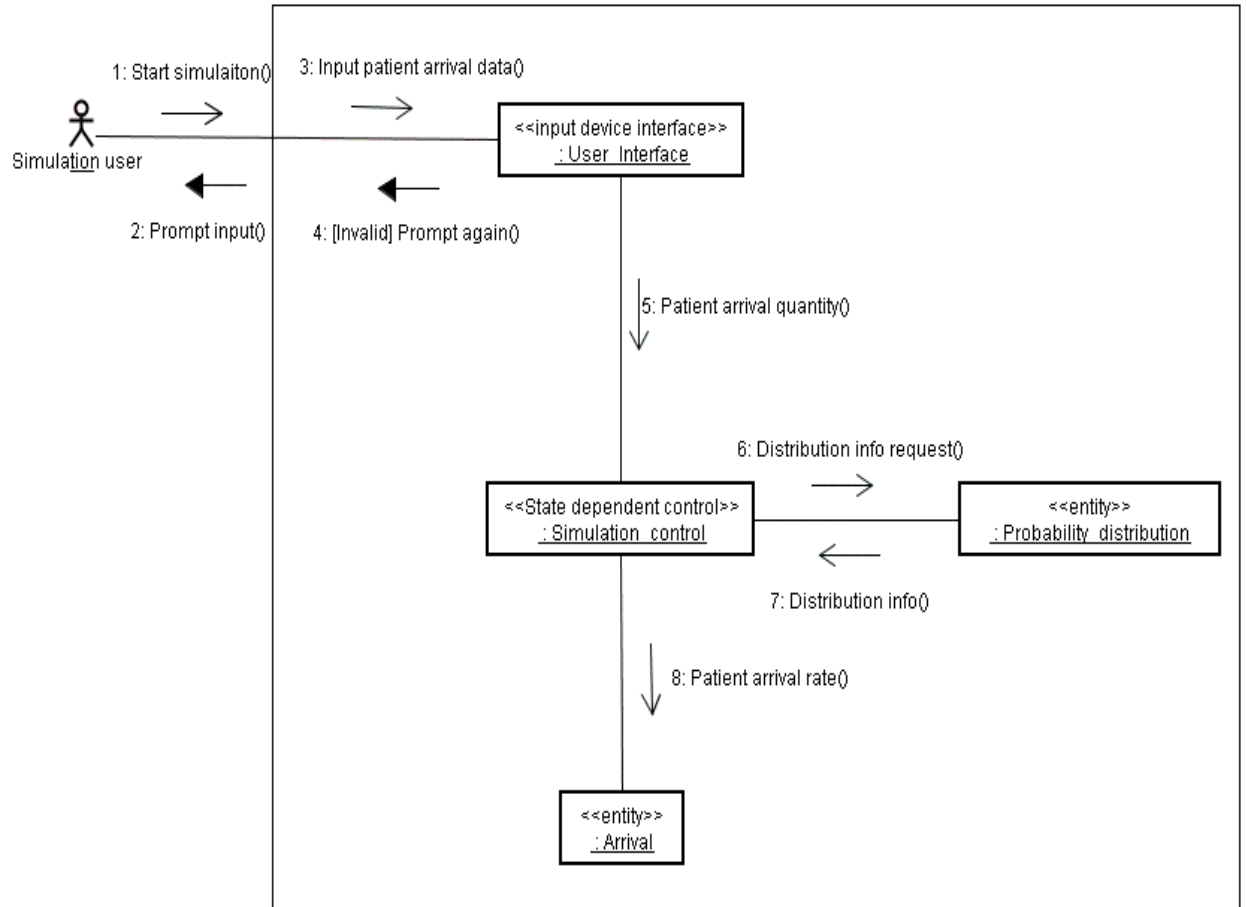 1: Start simulaiton()
3: Input patient arrival data()
<<input device interface>>
: User_Interface
Simulation user
2: Prompt input()
4: [Invalid] Prompt again()
5: Patient arrival quantity()
6: Distribution info request()
<<State dependent control>>
: Simulation_control
<<entity>>
: Probability_distribution
7: Distribution info()
8: Patient arrival rate()
<<entity>>
: Arrival